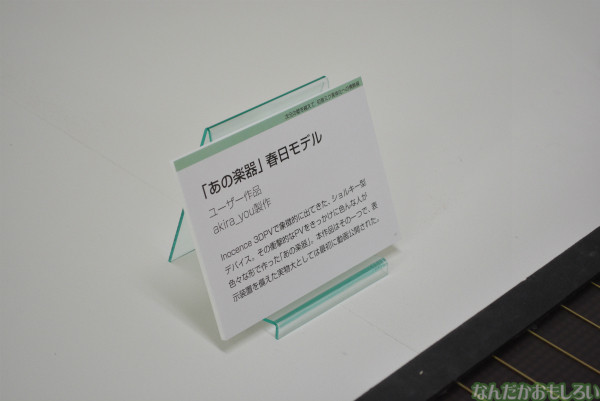 「あの楽器」春日モデル
ユーザー作品
akira_you製作
Inocence 3DPVで象徴的に出てきた、ショルキー型
デバイス。その衝撃的なPVをきっかけに色んな人が
色々な形で作った「あの楽器」。本作品はその一つで、表
示装置を備えた実物大としては最初に動画公開された。
なんだかおもしろい